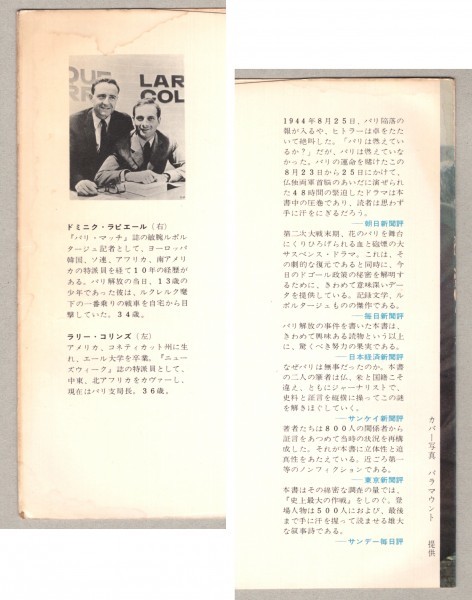 OUE
RR
LAR
COL
ドミニク・ラピエール（右）
『パリ・マッチ』誌の敏腕ルポル
タージュ記者として、ヨーロッパ
韓国、ソ連、アフリカ、南アメリ
カの特派員を経て10年の経歴が
ある。パリ解放の当日、13歳の
少年であった彼は、ルクレルク麾
下の一番乗りの戦車を自宅から目
撃していた。34歳。
ラリー・コリンズ（左）
アメリカ、コネティカット州に生
れ、エール大学を卒業。『ニュー
ズウィーク』誌の特派員として、
中東、北アフリカをカヴァーし、
現在はパリ支局長。36歳。
1944年8月25日、パリ陥落の
報が入るや、ヒトラーは卓をたた
いて絶叫した。「パリは燃えてい
るか？」だが、パリは燃えていな
かった。パリの運命を賭けたこの
8月23日から25日にかけて、
仏独両軍首脳のあいだに演ぜられ
た48時間の緊迫したドラマは本
書中の圧巻であり、読者は思わず
手に汗をにぎるだろう。
──朝日新聞評
第二次大戦末期、花のパリを舞台
にくりひろげられる血と砲煙の大
サスペンス・ドラマ。これは、そ
の劇的な復元であると同時に、今
日のドゴール政策の秘密を解明す
るために、きわめて意味深いデー
タを提供している。記録文学、ル
ポルタージュものの傑作である。
──毎日新聞評
パリ解放の事件を書いた本書は、
きわめて興味ある読物という以上
に、驚くべき努力の果実である。
──日本経済新聞評
なぜパリは無事だったのか。本書
の二人の筆者は仏、米と国籍こそ
違え、ともにジャーナリストで、
史料と証言を縦横に操ってこの謎
を解きほぐしていく。
──サンケイ新聞評
著者たちは800人の関係者から
証言をあつめて当時の状況を再構
成した。それが本書に立体性と迫
真性をあたえている。近ごろ第一
等のノンフィクションである。
──東京新聞評
本書はその綿密な調査の量では、
『史上最大の作戦』をしのぐ。登
場人物は500人におよび、最後
まで手に汗を握って読ませる雄大
な叙事詩である。
──サンデー毎日評
カバー写真　パラマウント　提供